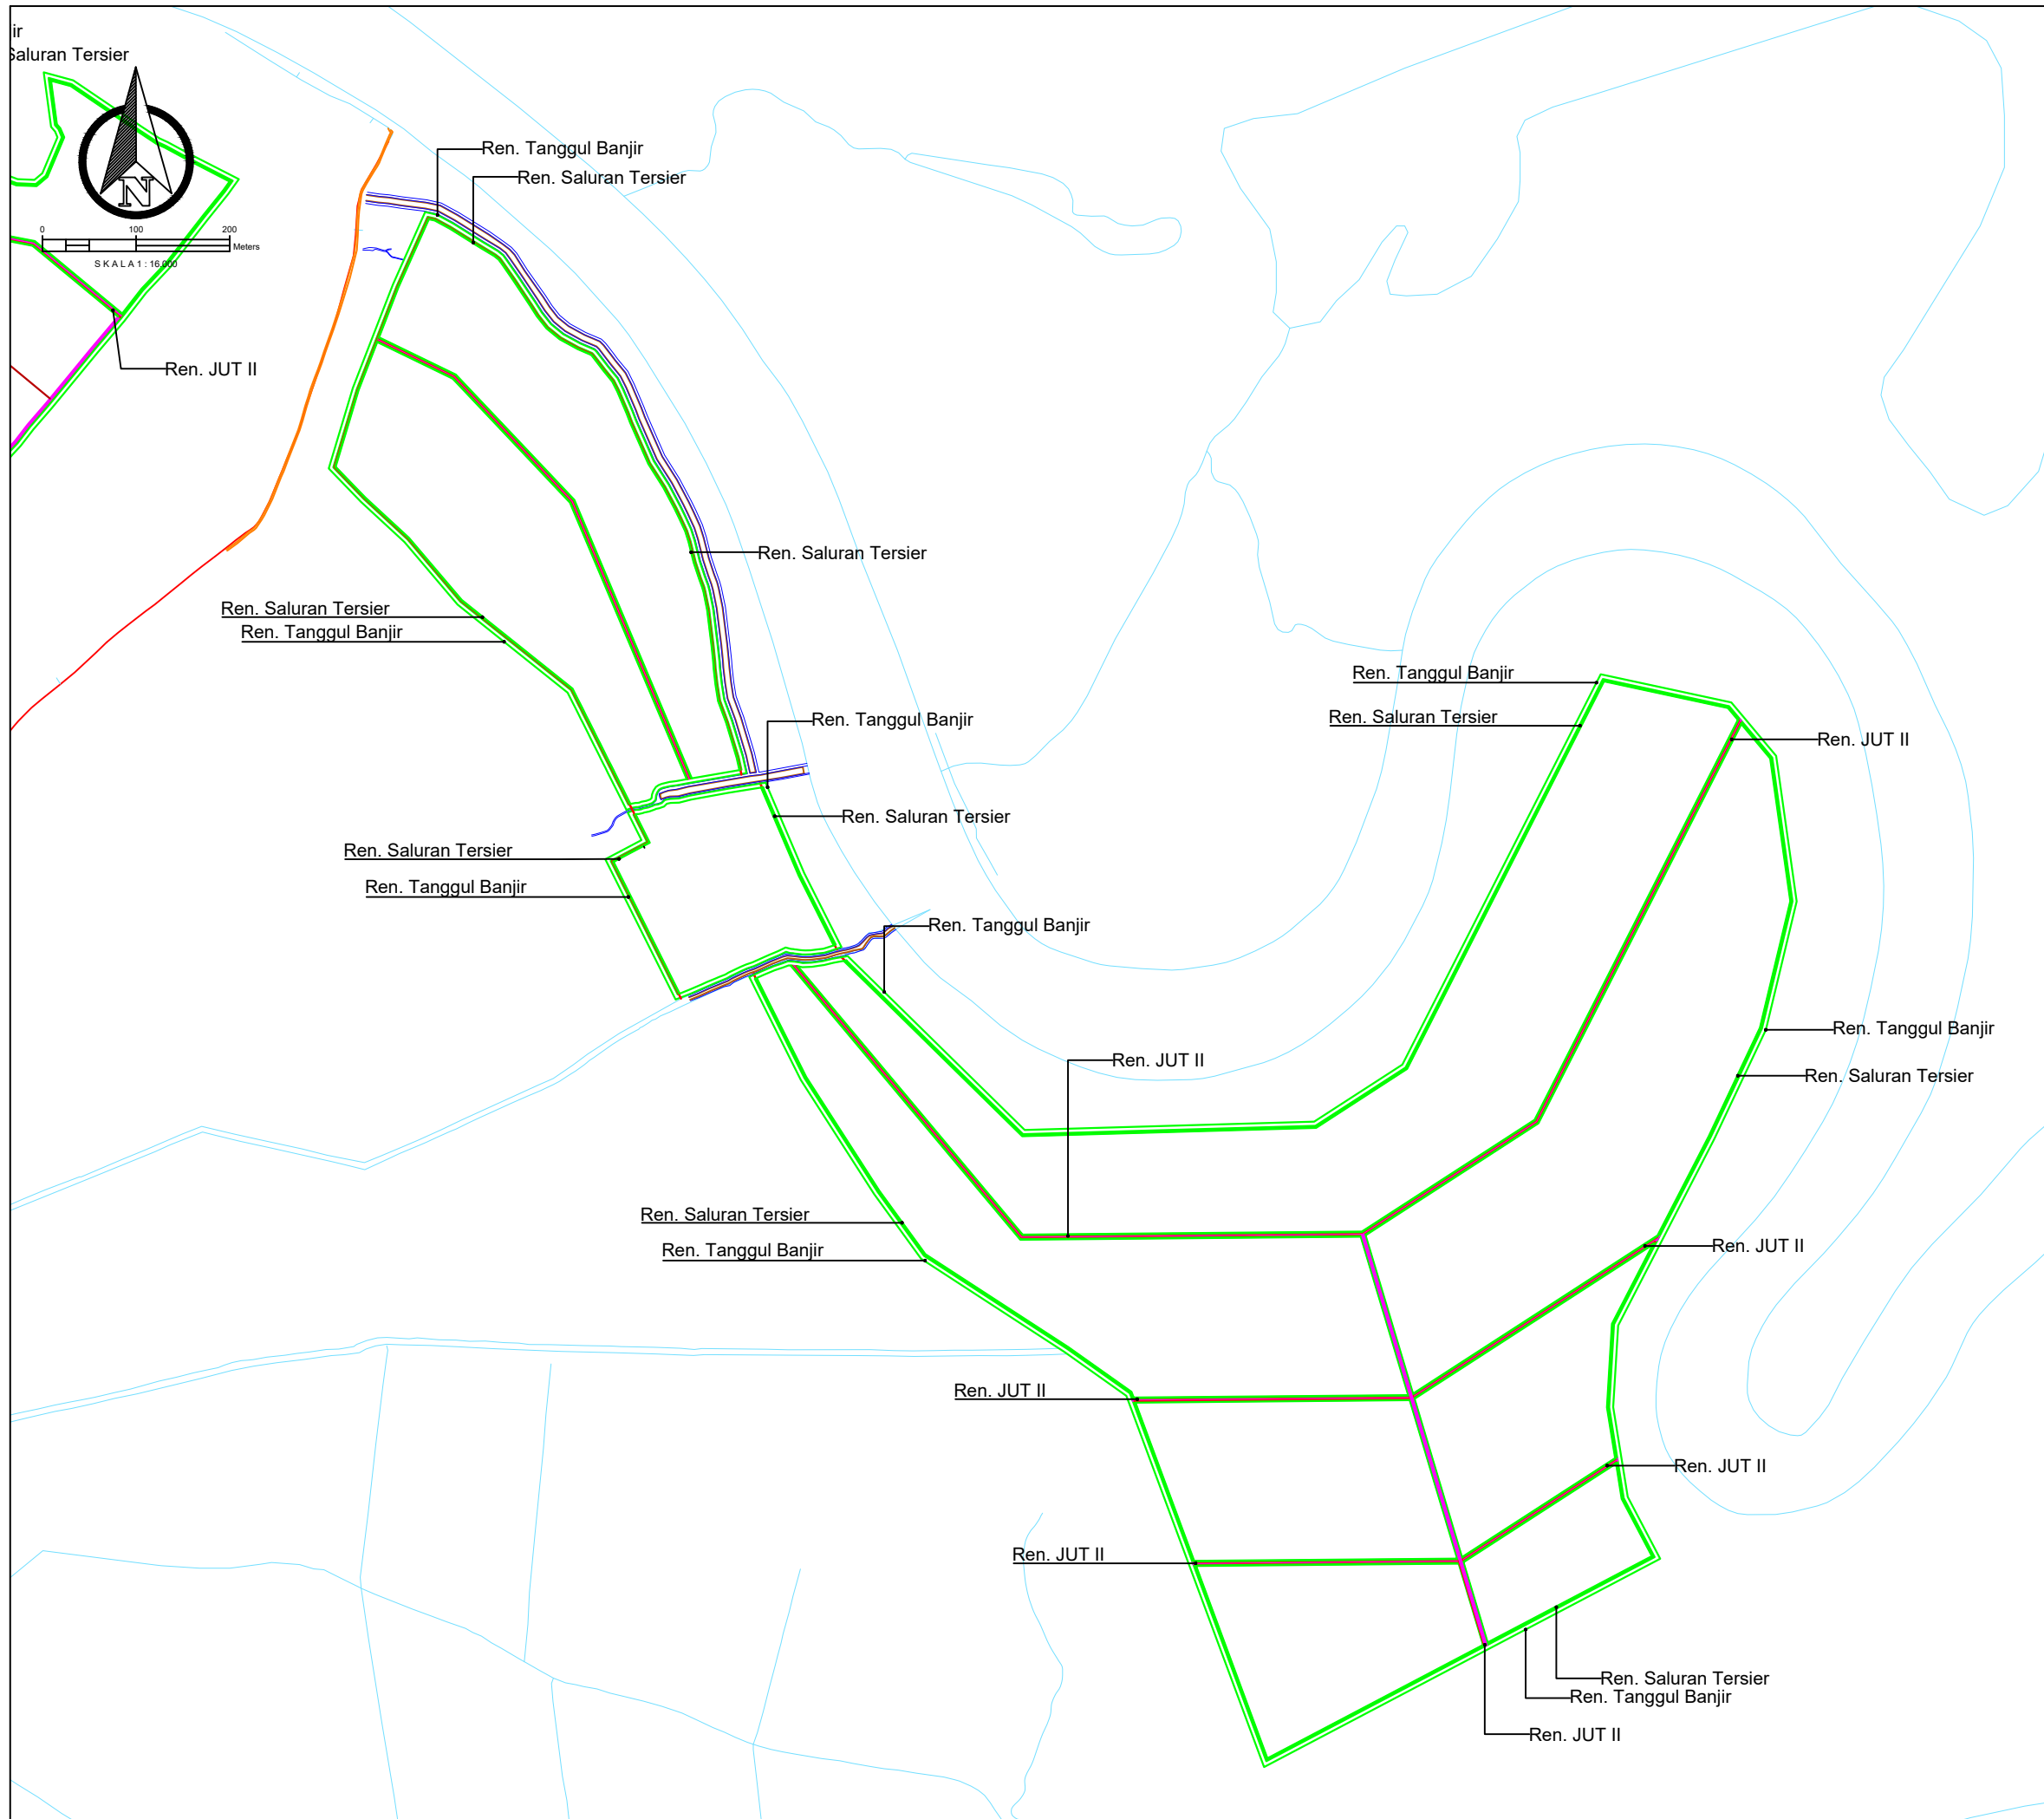 ir
Saluran Tersier
N
0 100 200
Meters
SKALA 1 : 16.000
Ren. Tanggul Banjir
Ren. Saluran Tersier
Ren. JUT II
Ren. Saluran Tersier
Ren. Saluran Tersier
Ren. Tanggul Banjir
Ren. Tanggul Banjir
Ren. Saluran Tersier
Ren. JUT II
Ren. Tanggul Banjir
Ren. Saluran Tersier
Ren. Saluran Tersier
Ren. Tanggul Banjir
Ren. Tanggul Banjir
Ren. Tanggul Banjir
Ren. JUT II
Ren. Saluran Tersier
Ren. Saluran Tersier
Ren. Tanggul Banjir
Ren. JUT II
Ren. JUT II
Ren. JUT II
Ren. JUT II
Ren. Saluran Tersier
Ren. Tanggul Banjir
Ren. JUT II